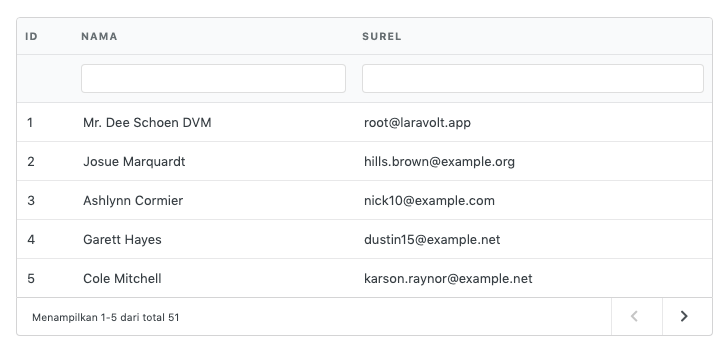 ID NAMA SUREL
1 Mr. Dee Schoen DVM root@laravolt.app
2 Josue Marquardt hills.brown@example.org
3 Ashlynn Cormier nick10@example.com
4 Garett Hayes dustin15@example.net
5 Cole Mitchell karson.raynor@example.net
Menampilkan 1-5 dari total 51